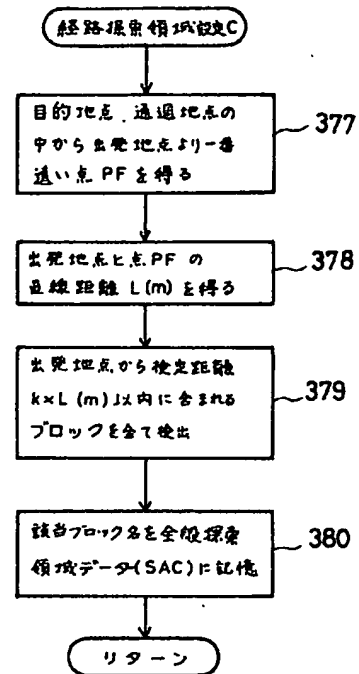 経路探索領域設定C
目的地点、通過地点の
中から出発地点より一番
遠い点 PF を得る
377
出発地点と点 PF の
直線距離 L(m) を得る
378
出発地点から検定距離
k×L (m) 以内に含まれる
ブロックを全て検出
379
該当ブロック名を全般探索
領域データ(SAC)に記憶
380
リターン